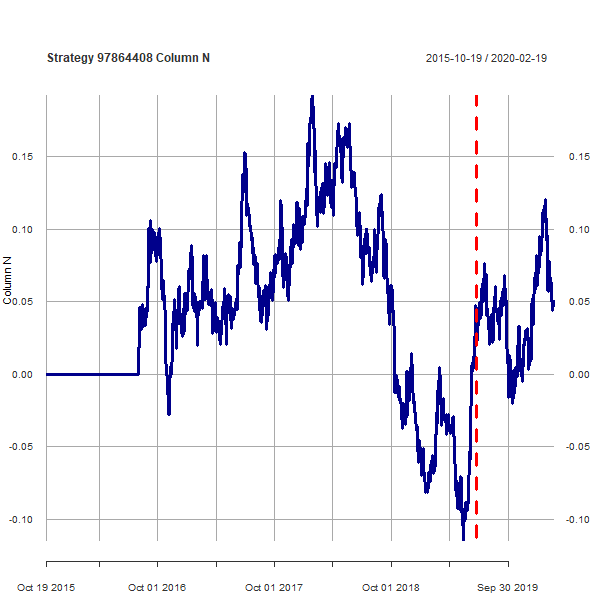 Strategy 97864408 Column N
2015-10-19 / 2020-02-19
Column N
0.15
0.10
0.05
0.00
-0.05
-0.10
0.15
0.10
0.05
0.00
-0.05
-0.10
Oct 19 2015
Oct 01 2016
Oct 01 2017
Oct 01 2018
Sep 30 2019